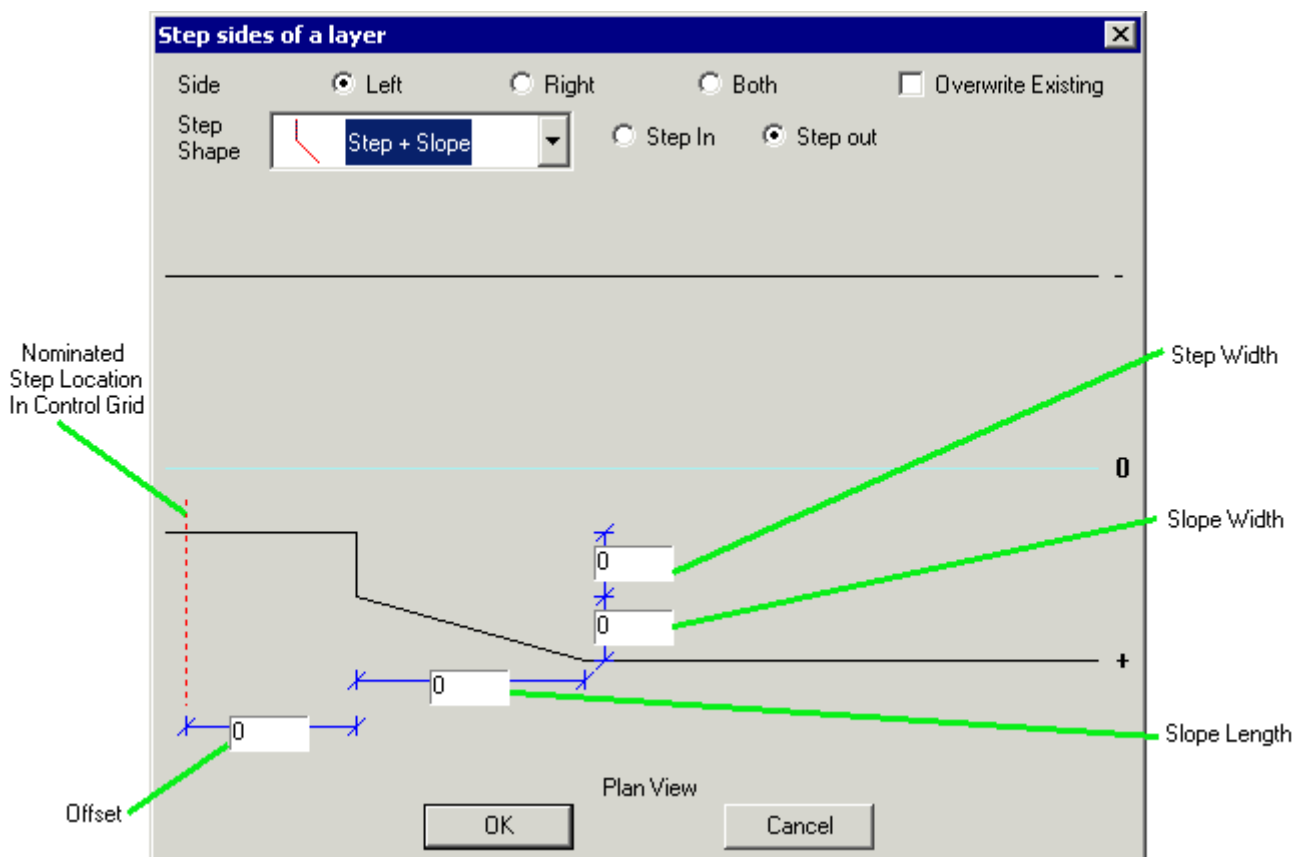 Step sides of a layer
Side Left Right Both Overwrite Existing
Step
Shape
Step + Slope
Step In Step out
-
Nominated
Step Location
In Control Grid
Step Width
0
Slope Width
0
0
+
0
0
Slope Length
Offset
Plan View
OK Cancel